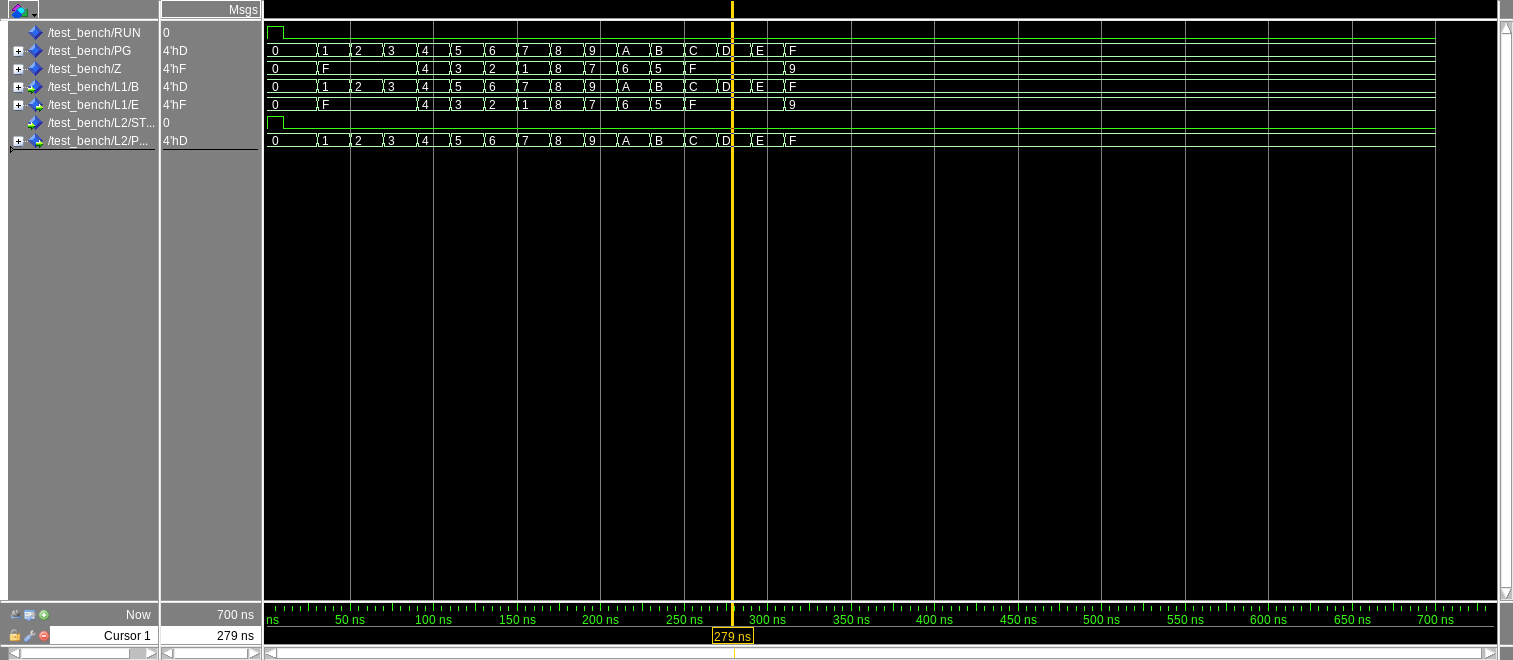 Msgs
/test_bench/RUN 0
/test_bench/PG 4'hD 0 1 2 3 4 5 6 7 8 9 A B C D E F
/test_bench/Z 4'hF 0 F 4 3 2 1 8 7 6 5 F 9
/test_bench/L1/B 4'hD 0 1 2 3 4 5 6 7 8 9 A B C D E F
/test_bench/L1/E 4'hF 0 F 4 3 2 1 8 7 6 5 F 9
/test_bench/L2/ST... 0
/test_bench/L2/P... 4'hD 0 1 2 3 4 5 6 7 8 9 A B C D E F
Now 700 ns ns 50 ns 100 ns 150 ns 200 ns 250 ns 300 ns 350 ns 400 ns 450 ns 500 ns 550 ns 600 ns 650 ns 700 ns
Cursor 1 279 ns 279 ns